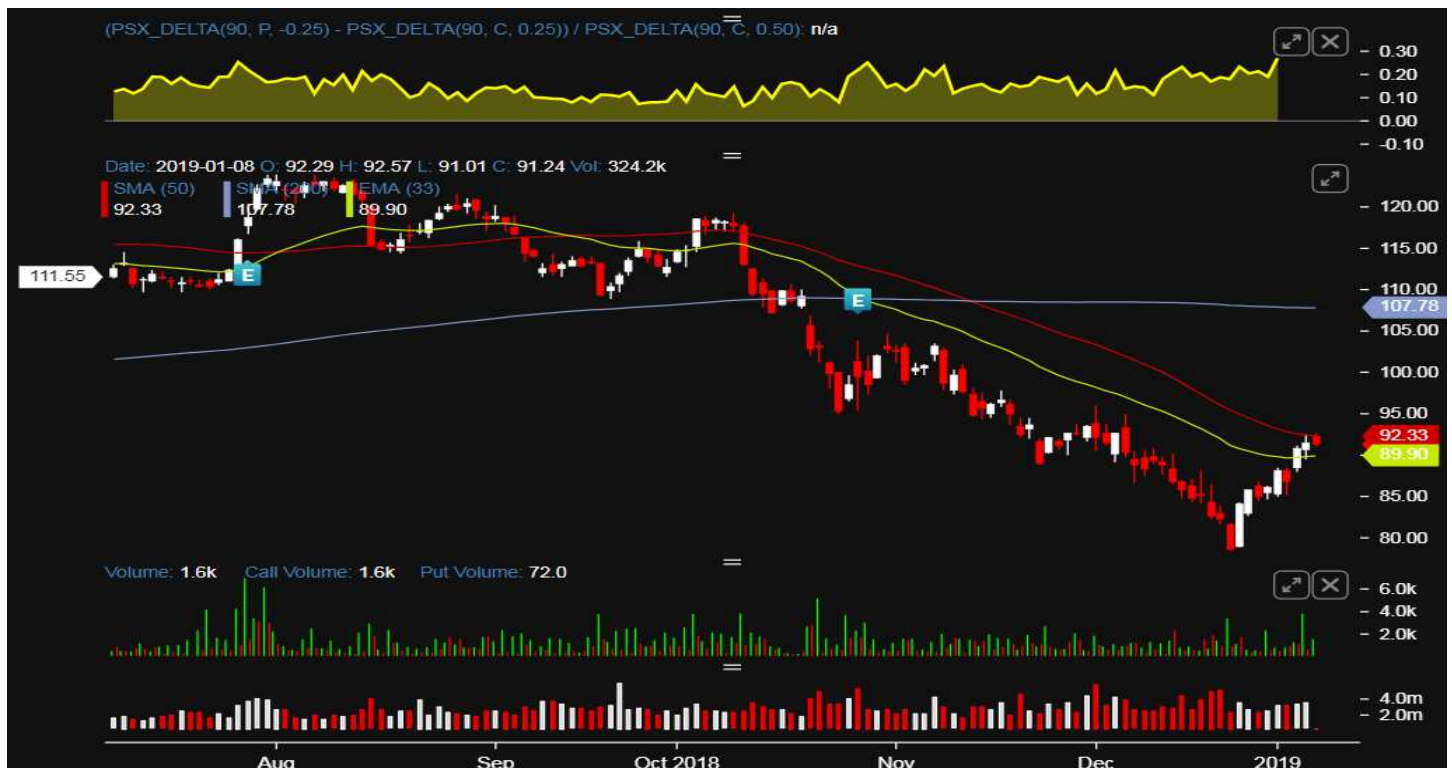 (PSX_DELTA(90, P, -0.25) - PSX_DELTA(90, C, 0.25)) / PSX_DELTA(90, C, 0.50): n/a
0.30
0.20
0.10
0.00
-0.10
Date: 2019-01-08 O: 92.29 H: 92.57 L: 91.01 C: 91.24 Vol: 324.2k
SMA (50) SMA (200) EMA (33)
92.33 107.78 89.90
120.00
115.00
111.55
110.00
107.78
105.00
100.00
95.00
92.33
89.90
85.00
80.00
E
E
Volume: 1.6k Call Volume: 1.6k Put Volume: 72.0
6.0k
4.0k
2.0k
4.0m
2.0m
Aug Sep Oct 2018 Nov Dec 2019